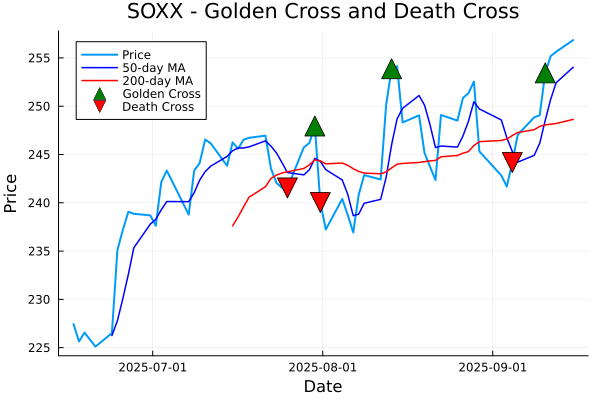 SOXX - Golden Cross and Death Cross
Price
50-day MA
200-day MA
Golden Cross
Death Cross
255
250
245
240
235
230
225
Price
2025-07-01
2025-08-01
2025-09-01
Date